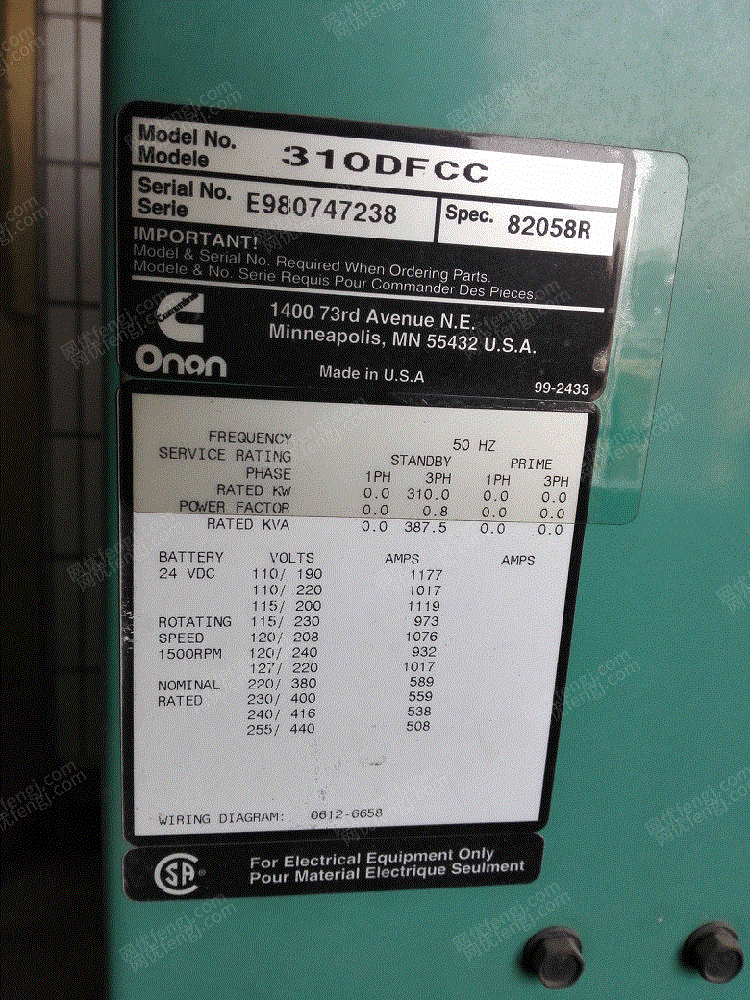 Model No.
Modele
310DFCC
Serial No.
Serie
E980747238
Spec.
82058R
IMPORTANT!
Model & Serial No. Required When Ordering Parts.
Modele & No. Serie Requis Pour Commander Des Pieces.
1400 73rd Avenue N.E.
Minneapolis, MN 55432 U.S.A.
Onan
Made in U.S.A
99-2433
FREQUENCY 50 HZ
SERVICE RATING STANDBY PRIME
PHASE 1PH 3PH 1PH 3PH
RATED KW 0.0 310.0 0.0 0.0
POWER FACTOR 0.0 0.8 0.0 0.0
RATED KVA 0.0 387.5 0.0 0.0
BATTERY VOLTS AMPS AMPS
24 VDC 110/ 190 1177
110/ 220 1017
115/ 200 1119
ROTATING 115/ 230 973
SPEED 120/ 208 1076
1500RPM 120/ 240 932
127/ 220 1017
NOMINAL 220/ 380 589
RATED 230/ 400 559
240/ 416 538
255/ 440 508
WIRING DIAGRAM: 0612-6658
SA
For Electrical Equipment Only
Pour Material Electrique Seulment